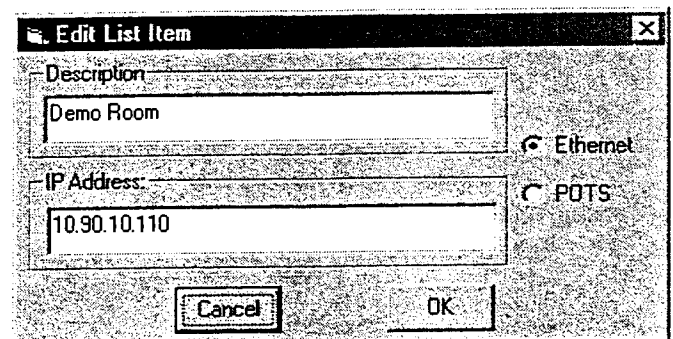 Edit List Item
Description
Demo Room
Ethernet
IP Address:
POTS
10.90.10.110
Cancel OK